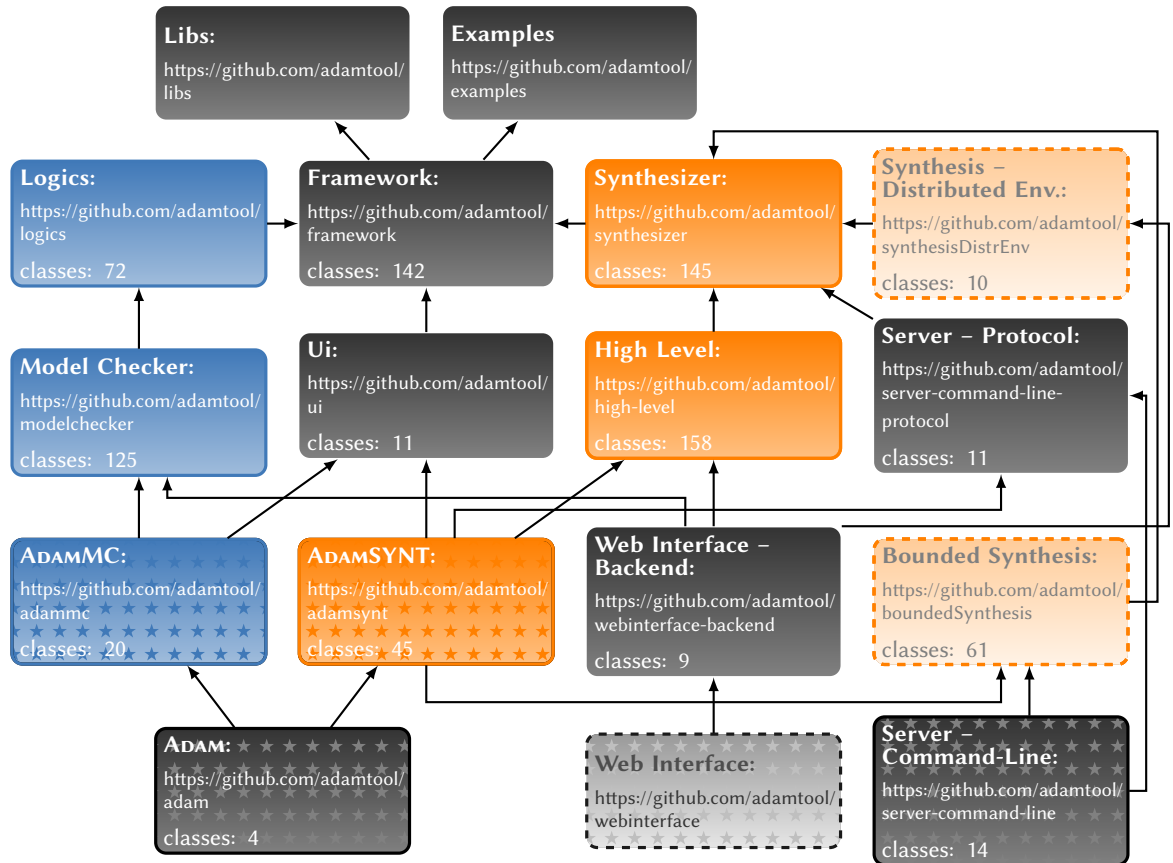 Libs:
https://github.com/adamtool/
libs
Examples
https://github.com/adamtool/
examples
Logics:
https://github.com/adamtool/
logics
classes: 72
Framework:
https://github.com/adamtool/
framework
classes: 142
Synthesizer:
https://github.com/adamtool/
synthesizer
classes: 145
Synthesis –
Distributed Env.:
https://github.com/adamtool/
synthesisDistrEnv
classes: 10
Model Checker:
https://github.com/adamtool/
modelchecker
classes: 125
Ui:
https://github.com/adamtool/
ui
classes: 11
High Level:
https://github.com/adamtool/
high-level
classes: 158
Server – Protocol:
https://github.com/adamtool/
server-command-line-
protocol
classes: 11
AdamMC:
https://github.com/adamtool/
adammc
classes: 20
AdamSYNT:
https://github.com/adamtool/
adamsynt
classes: 45
Web Interface –
Backend:
https://github.com/adamtool/
webinterface-backend
classes: 9
Bounded Synthesis:
https://github.com/adamtool/
boundedSynthesis
classes: 61
Adam:
https://github.com/adamtool/
adam
classes: 4
Web Interface:
https://github.com/adamtool/
webinterface
Server –
Command-Line:
https://github.com/adamtool/
server-command-line
classes: 14